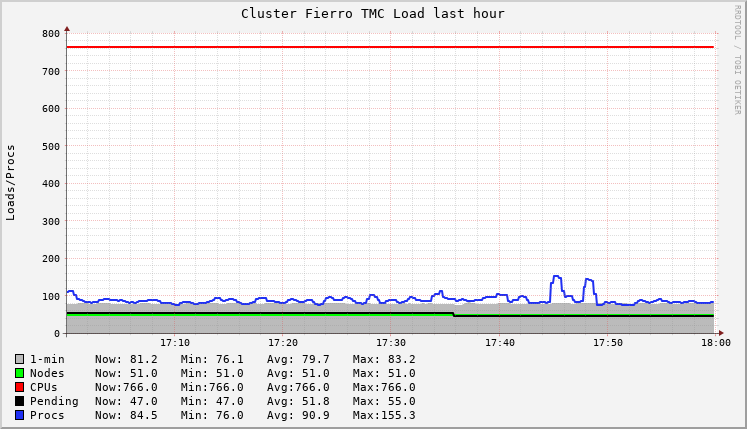 Cluster Fierro TMC Load last hour
RRDTOOL / TOBI OETIKER
Loads/Procs
800
700
600
500
400
300
200
100
0
17:10 17:20 17:30 17:40 17:50 18:00
1-min Now: 81.2 Min: 76.1 Avg: 79.7 Max: 83.2
Nodes Now: 51.0 Min: 51.0 Avg: 51.0 Max: 51.0
CPUs Now:766.0 Min:766.0 Avg:766.0 Max:766.0
Pending Now: 47.0 Min: 47.0 Avg: 51.8 Max: 55.0
Procs Now: 84.5 Min: 76.0 Avg: 90.9 Max:155.3